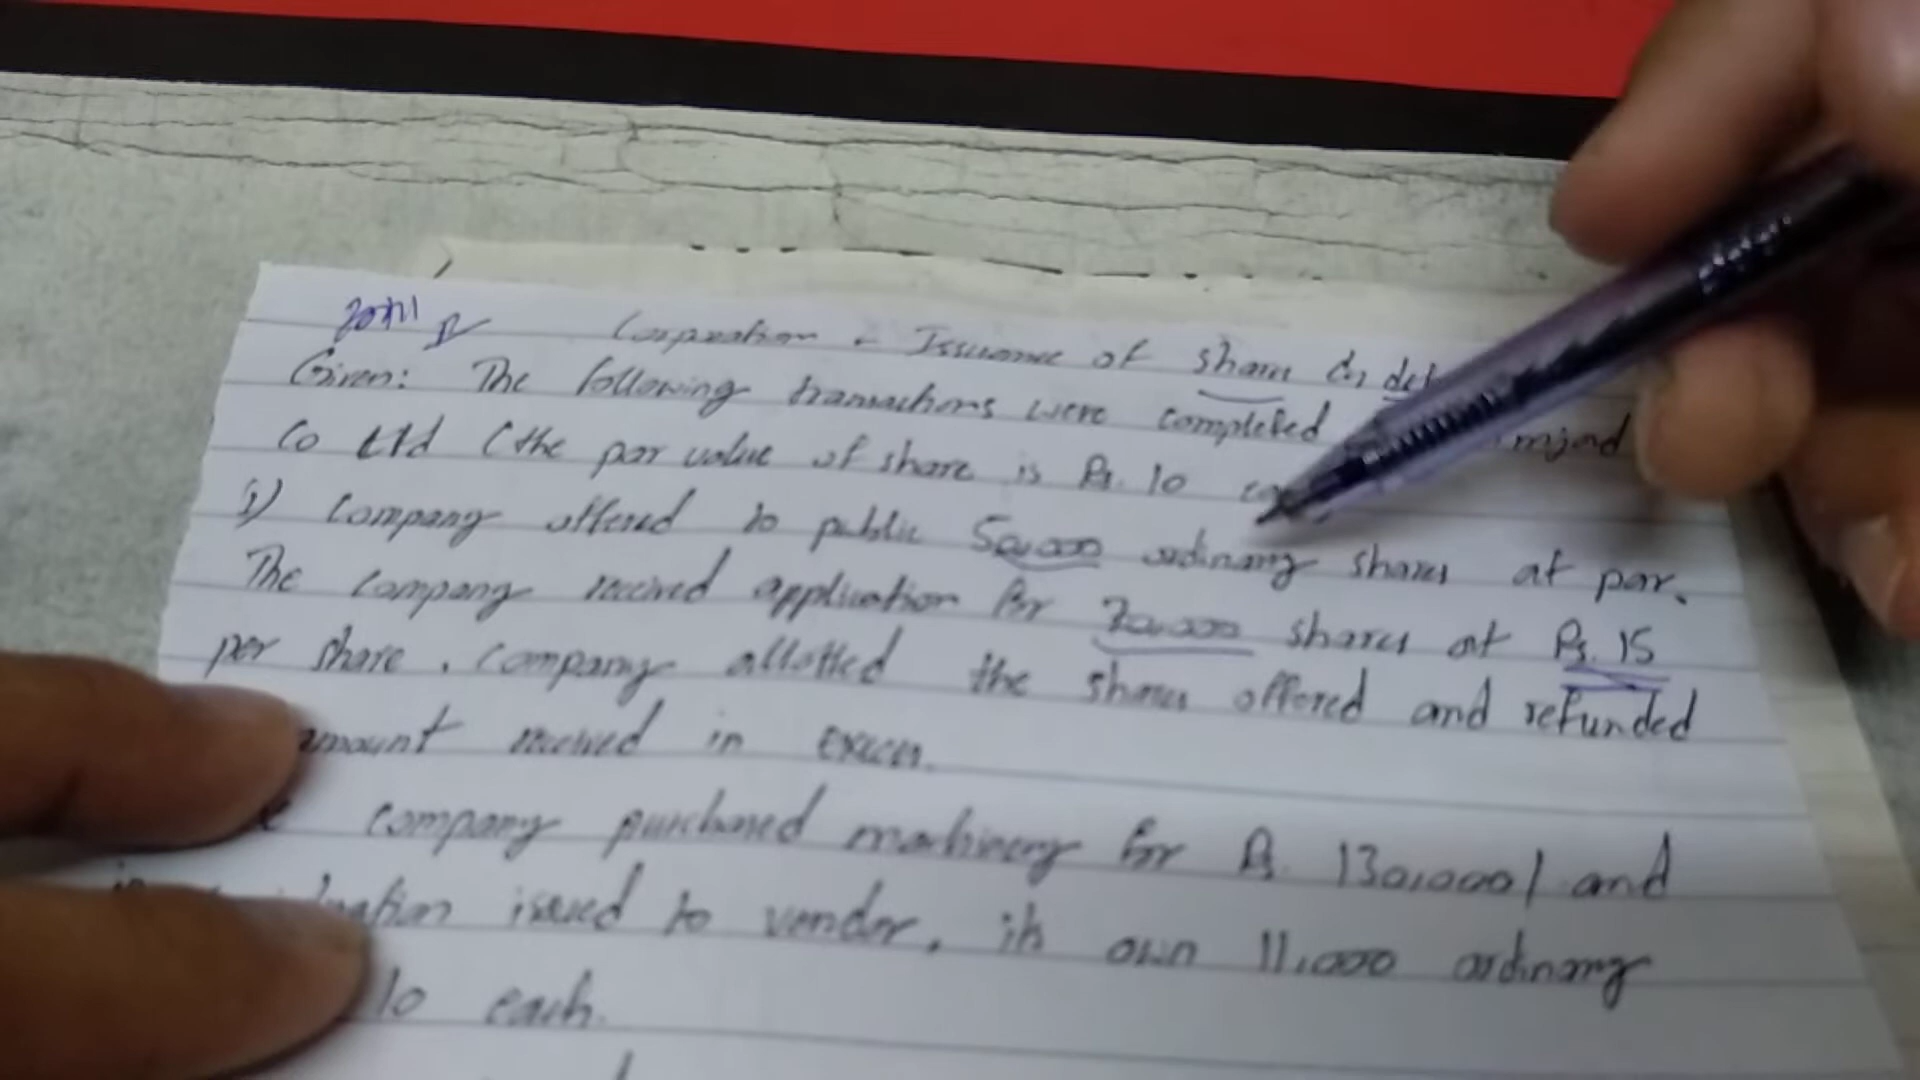 Corporation - Issuance of share &
Given: The following transactions were completed
Co Ltd (the par value of share is Rs. 10
1) Company offered to public 50,000 ordinary shares at par.
The company received application for 70,000 shares at Rs. 15
per share. Company allotted the shares offered and refunded
amount received in excess.
company purchased machinery for Rs. 130,000/ and
issued to vendor, its own 11,000 ordinary
10 each.